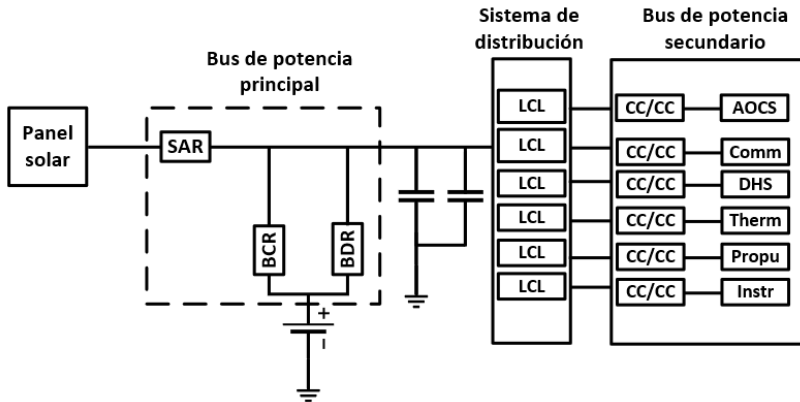 Sistema de
distribución
Bus de potencia
secundario
Bus de potencia
principal
Panel
solar
SAR
BCR
BDR
+
LCL
CC/CC
AOCS
LCL
CC/CC
Comm
LCL
CC/CC
DHS
LCL
CC/CC
Therm
LCL
CC/CC
Propu
LCL
CC/CC
Instr